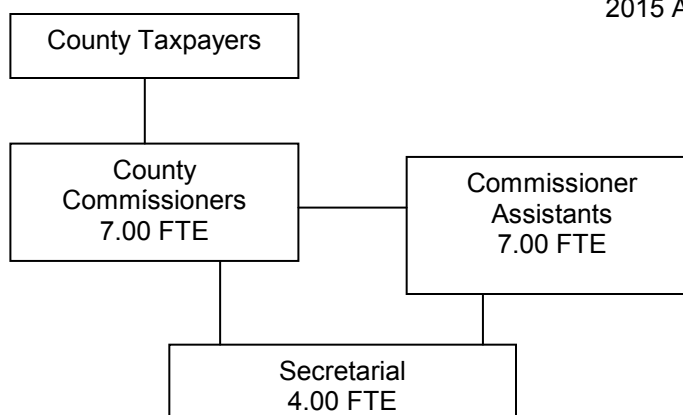 2015 A
County Taxpayers
County
Commissioners
7.00 FTE
Commissioner
Assistants
7.00 FTE
Secretarial
4.00 FTE